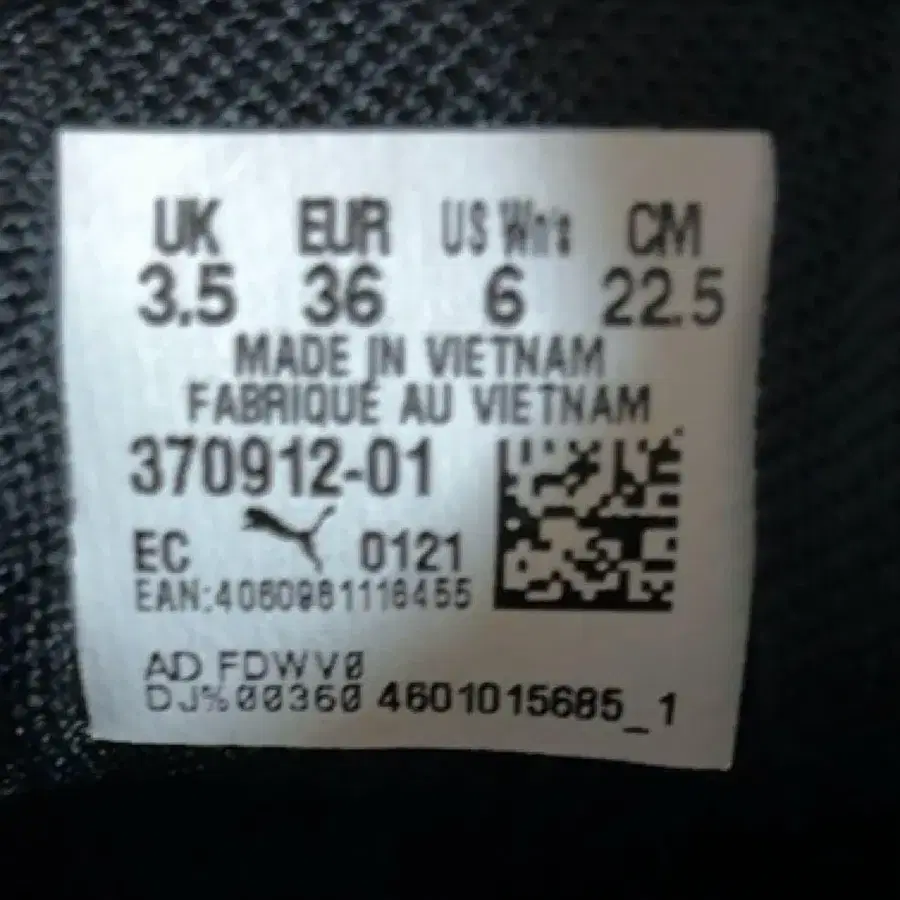 UK EUR US Wn's CM
3.5 36 6 22.5
MADE IN VIETNAM
FABRIQUE AU VIETNAM
370912-01
EC 0121
EAN:4060981118455
AD FDWV0
DJ%00360 4601015685_1